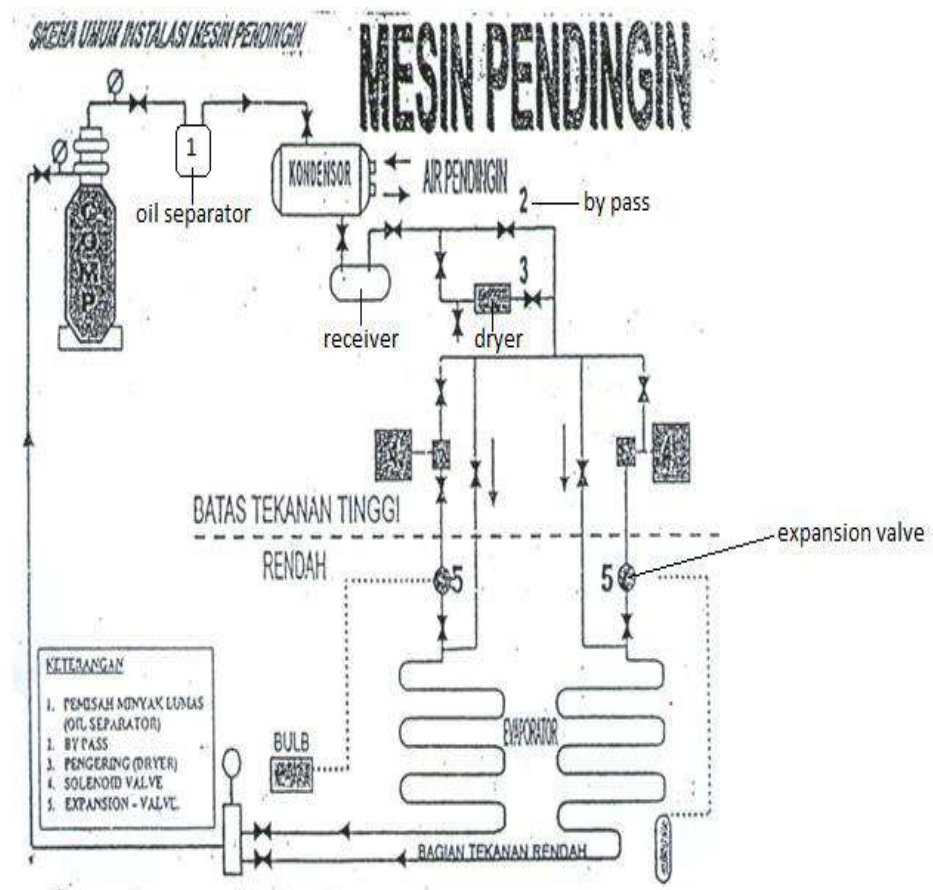 SKEMA UMUM INSTALASI MESIN PENDINGIN
MESIN PENDINGIN
1
oil separator
COMP
KONDENSOR
AIR PENDINGIN
2
by pass
3
receiver
dryer
4
BATAS TEKANAN TINGGI
RENDAH
expansion valve
5
5
KETERANGAN
1. PEMISAH MINYAK LUMAS
(OIL SEPARATOR)
2. BY PASS
3. PENGERING (DRYER)
4. SOLENOID VALVE
5. EXPANSION - VALVE.
BULB
EVAPORATOR
BAGIAN TEKANAN RENDAH